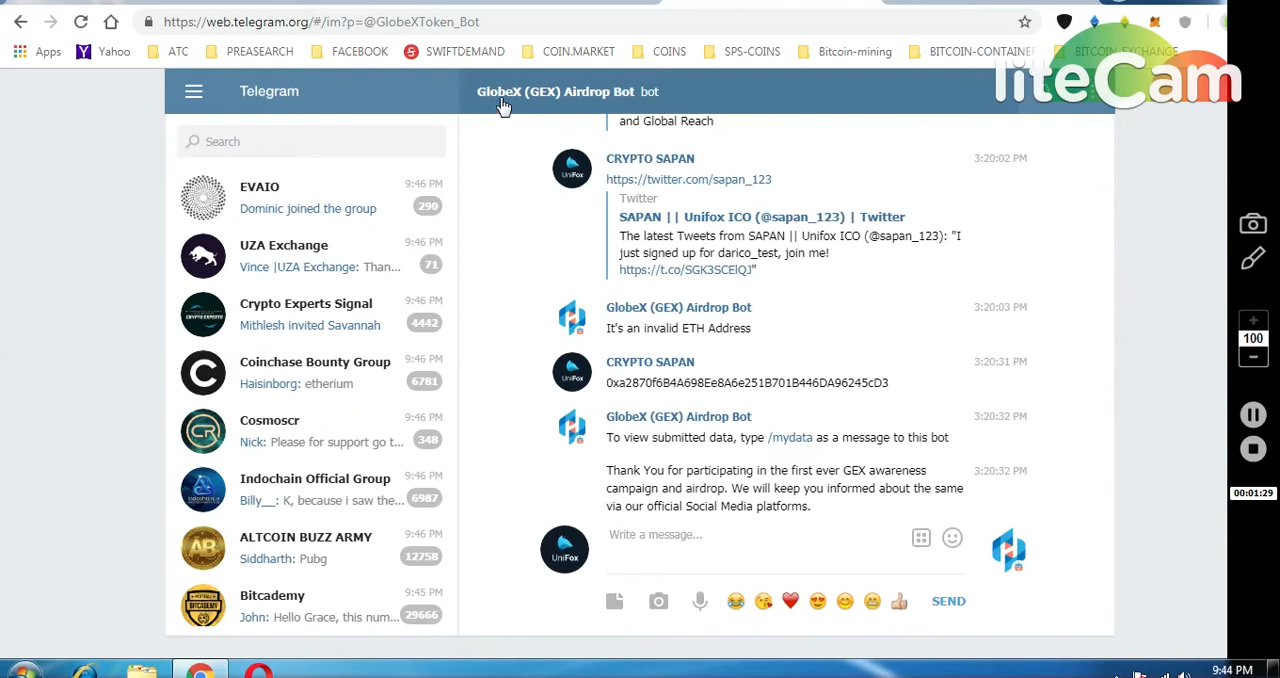 https://web.telegram.org/#/im?p=@GlobeXToken_Bot
Apps Yahoo ATC PREASEARCH FACEBOOK SWIFTDEMAND COIN.MARKET COINS SPS-COINS Bitcoin-mining BITCOIN-CONTAINE BITCOIN-EXCHANGE
liteCam
Telegram
GlobeX (GEX) Airdrop Bot bot
Search
EVAIO 9:46 PM
Dominic joined the group 290
UZA Exchange 9:46 PM
Vince |UZA Exchange: Than... 71
Crypto Experts Signal 9:46 PM
Mithlesh invited Savannah 4442
Coinchase Bounty Group 9:46 PM
Haisinborg: etherium 6781
Cosmoscr 9:46 PM
Nick: Please for support go t... 348
Indochain Official Group 9:46 PM
Billy__: K, because i saw the... 6987
ALTCOIN BUZZ ARMY 9:46 PM
Siddharth: Pubg 12758
Bitcademy 9:45 PM
John: Hello Grace, this num... 29666
and Global Reach
CRYPTO SAPAN 3:20:02 PM
https://twitter.com/sapan_123
Twitter
SAPAN || Unifox ICO (@sapan_123) | Twitter
The latest Tweets from SAPAN || Unifox ICO (@sapan_123): "I
just signed up for darico_test, join me!
https://t.co/SGK3SCElQJ"
UniFox
GlobeX (GEX) Airdrop Bot 3:20:03 PM
It's an invalid ETH Address
CRYPTO SAPAN 3:20:31 PM
0xa2870f6B4A698Ee8A6e251B701B446DA96245cD3
UniFox
GlobeX (GEX) Airdrop Bot 3:20:32 PM
To view submitted data, type /mydata as a message to this bot
Thank You for participating in the first ever GEX awareness 3:20:32 PM
campaign and airdrop. We will keep you informed about the same
via our official Social Media platforms.
UniFox
Write a message...
SEND
100
00:01:29
9:44 PM